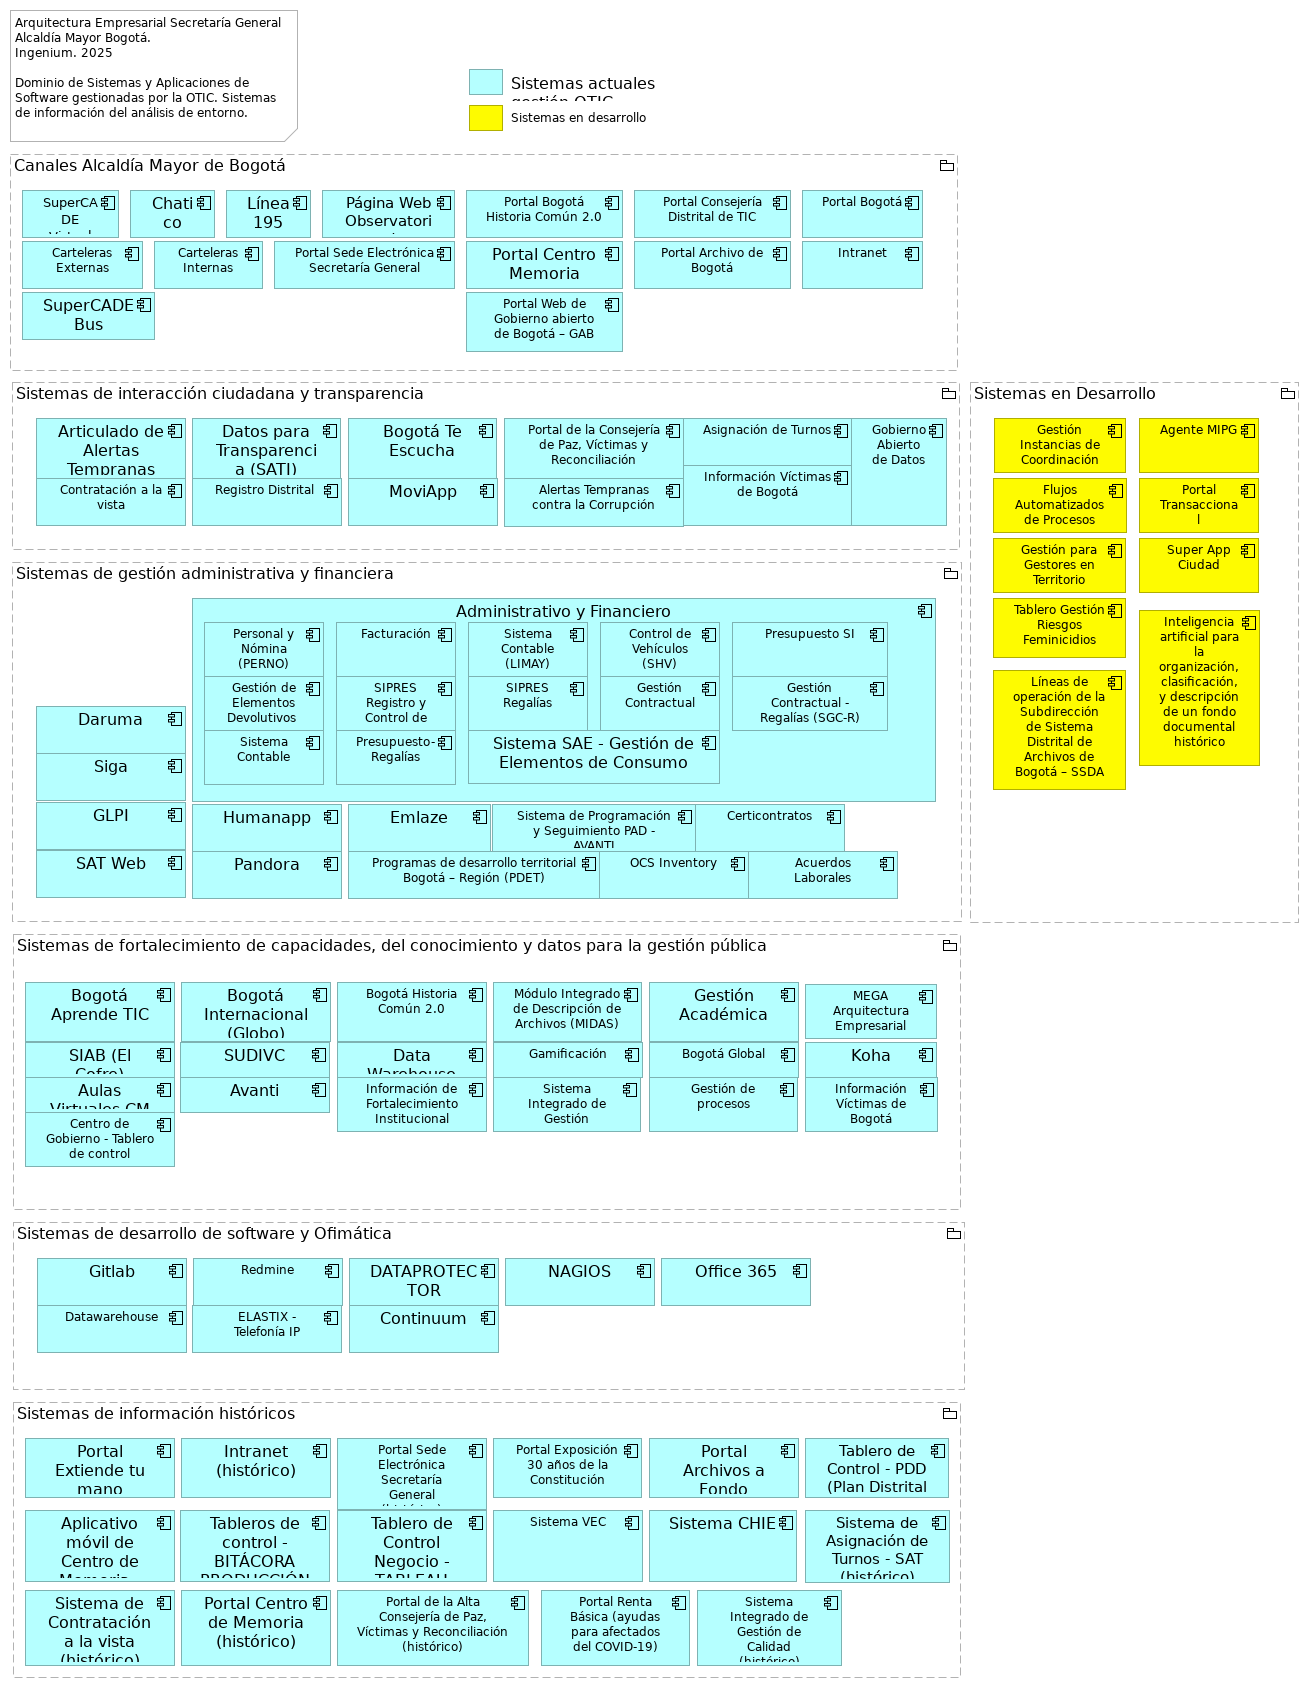 Arquitectura Empresarial Secretaría General
Alcaldía Mayor Bogotá.
Ingenium. 2025
Dominio de Sistemas y Aplicaciones de
Software gestionadas por la OTIC. Sistemas
de información del análisis de entorno.
Sistemas actuales
gestión OTIC
Sistemas en desarrollo
Canales Alcaldía Mayor de Bogotá
SuperCA
DE
Virtual
Chati
co
Línea
195
Página Web
Observatori
Portal Bogotá
Historia Común 2.0
Portal Consejería
Distrital de TIC
Portal Bogotá
Carteleras
Externas
Carteleras
Internas
Portal Sede Electrónica
Secretaría General
Portal Centro
Memoria
Portal Archivo de
Bogotá
Intranet
SuperCADE
Bus
Portal Web de
Gobierno abierto
de Bogotá – GAB
Sistemas de interacción ciudadana y transparencia
Articulado de
Alertas
Tempranas
Datos para
Transparenci
a (SATI)
Bogotá Te
Escucha
Portal de la Consejería
de Paz, Víctimas y
Reconciliación
Asignación de Turnos
Gobierno
Abierto
de Datos
Información Víctimas
de Bogotá
Contratación a la
vista
Registro Distrital
MoviApp
Alertas Tempranas
contra la Corrupción
Sistemas en Desarrollo
Gestión
Instancias de
Coordinación
Agente MIPG
Flujos
Automatizados
de Procesos
Portal
Transacciona
l
Gestión para
Gestores en
Territorio
Super App
Ciudad
Tablero Gestión
Riesgos
Feminicidios
Inteligencia
artificial para
la
organización,
clasificación,
y descripción
de un fondo
documental
histórico
Líneas de
operación de la
Subdirección
de Sistema
Distrital de
Archivos de
Bogotá – SSDA
Sistemas de gestión administrativa y financiera
Administrativo y Financiero
Personal y
Nómina
(PERNO)
Facturación
Sistema
Contable
(LIMAY)
Control de
Vehículos
(SHV)
Presupuesto SI
Gestión de
Elementos
Devolutivos
SIPRES
Registro y
Control de
SIPRES
Regalías
Gestión
Contractual
Gestión
Contractual -
Regalías (SGC-R)
Sistema
Contable
Presupuesto-
Regalías
Sistema SAE - Gestión de
Elementos de Consumo
Daruma
Siga
GLPI
SAT Web
Humanapp
Emlaze
Sistema de Programación
y Seguimiento PAD -
AVANTI
Certicontratos
Pandora
Programas de desarrollo territorial
Bogotá – Región (PDET)
OCS Inventory
Acuerdos
Laborales
Sistemas de fortalecimiento de capacidades, del conocimiento y datos para la gestión pública
Bogotá
Aprende TIC
Bogotá
Internacional
(Globo)
Bogotá Historia
Común 2.0
Módulo Integrado
de Descripción de
Archivos (MIDAS)
Gestión
Académica
MEGA
Arquitectura
Empresarial
SIAB (El
Cofre)
SUDIVC
Data
Warehouse
Gamificación
Bogotá Global
Koha
Aulas
Virtuales CM
Avanti
Información de
Fortalecimiento
Institucional
Sistema
Integrado de
Gestión
Gestión de
procesos
Información
Víctimas de
Bogotá
Centro de
Gobierno - Tablero
de control
Sistemas de desarrollo de software y Ofimática
Gitlab
Redmine
DATAPROTEC
TOR
NAGIOS
Office 365
Datawarehouse
ELASTIX -
Telefonía IP
Continuum
Sistemas de información históricos
Portal
Extiende tu
mano
Intranet
(histórico)
Portal Sede
Electrónica
Secretaría
General
(histórico)
Portal Exposición
30 años de la
Constitución
Portal
Archivos a
Fondo
Tablero de
Control - PDD
(Plan Distrital
Aplicativo
móvil de
Centro de
Memoria
Tableros de
control -
BITÁCORA
PRODUCCIÓN
Tablero de
Control
Negocio -
TABLEAU
Sistema VEC
Sistema CHIE
Sistema de
Asignación de
Turnos - SAT
(histórico)
Sistema de
Contratación
a la vista
(histórico)
Portal Centro
de Memoria
(histórico)
Portal de la Alta
Consejería de Paz,
Víctimas y Reconciliación
(histórico)
Portal Renta
Básica (ayudas
para afectados
del COVID-19)
Sistema
Integrado de
Gestión de
Calidad
(histórico)